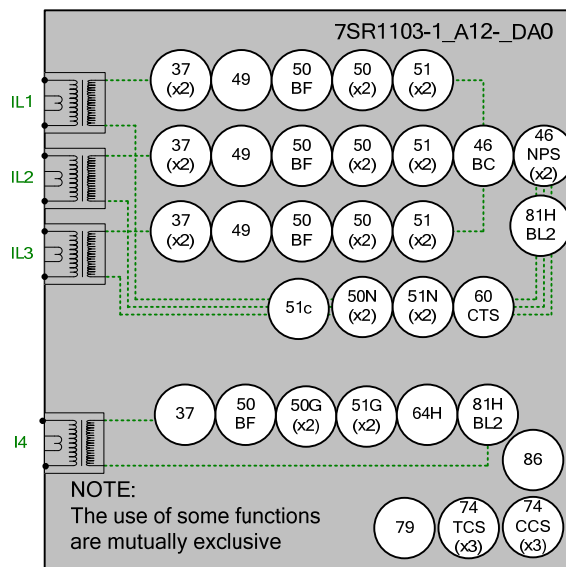 7SR1103-1_A12-_DA0
IL1
37
(x2)
49
50
BF
50
(x2)
51
(x2)
IL2
37
(x2)
49
50
BF
50
(x2)
51
(x2)
46
BC
46
NPS
(x2)
IL3
37
(x2)
49
50
BF
50
(x2)
51
(x2)
81H
BL2
51c
50N
(x2)
51N
(x2)
60
CTS
I4
37
50
BF
50G
(x2)
51G
(x2)
64H
81H
BL2
86
NOTE:
The use of some functions
are mutually exclusive
79
74
TCS
(x3)
74
CCS
(x3)